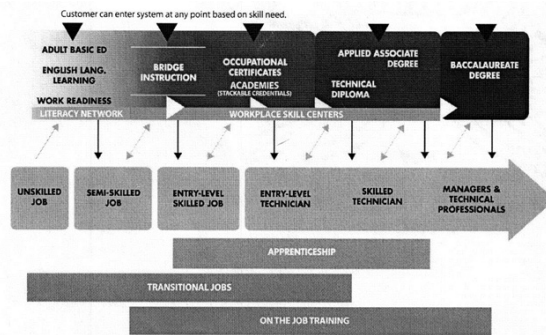 Customer can enter system at any point based on skill need.
ADULT BASIC ED
ENGLISH LANG.
LEARNING
WORK READINESS
BRIDGE
INSTRUCTION
OCCUPATIONAL
CERTIFICATES
ACADEMIES
(STACKABLE CREDENTIALS)
APPLIED ASSOCIATE
DEGREE
TECHNICAL
DIPLOMA
BACCALAUREATE
DEGREE
LITERACY NETWORK
WORKPLACE SKILL CENTERS
UNSKILLED
JOB
SEMI-SKILLED
JOB
ENTRY-LEVEL
SKILLED JOB
ENTRY-LEVEL
TECHNICIAN
SKILLED
TECHNICIAN
MANAGERS &
TECHNICAL
PROFESSIONALS
APPRENTICESHIP
TRANSITIONAL JOBS
ON THE JOB TRAINING